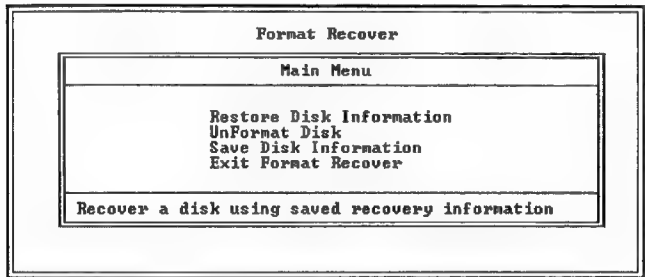 Format Recover
Main Menu
Restore Disk Information
UnFormat Disk
Save Disk Information
Exit Format Recover
Recover a disk using saved recovery information